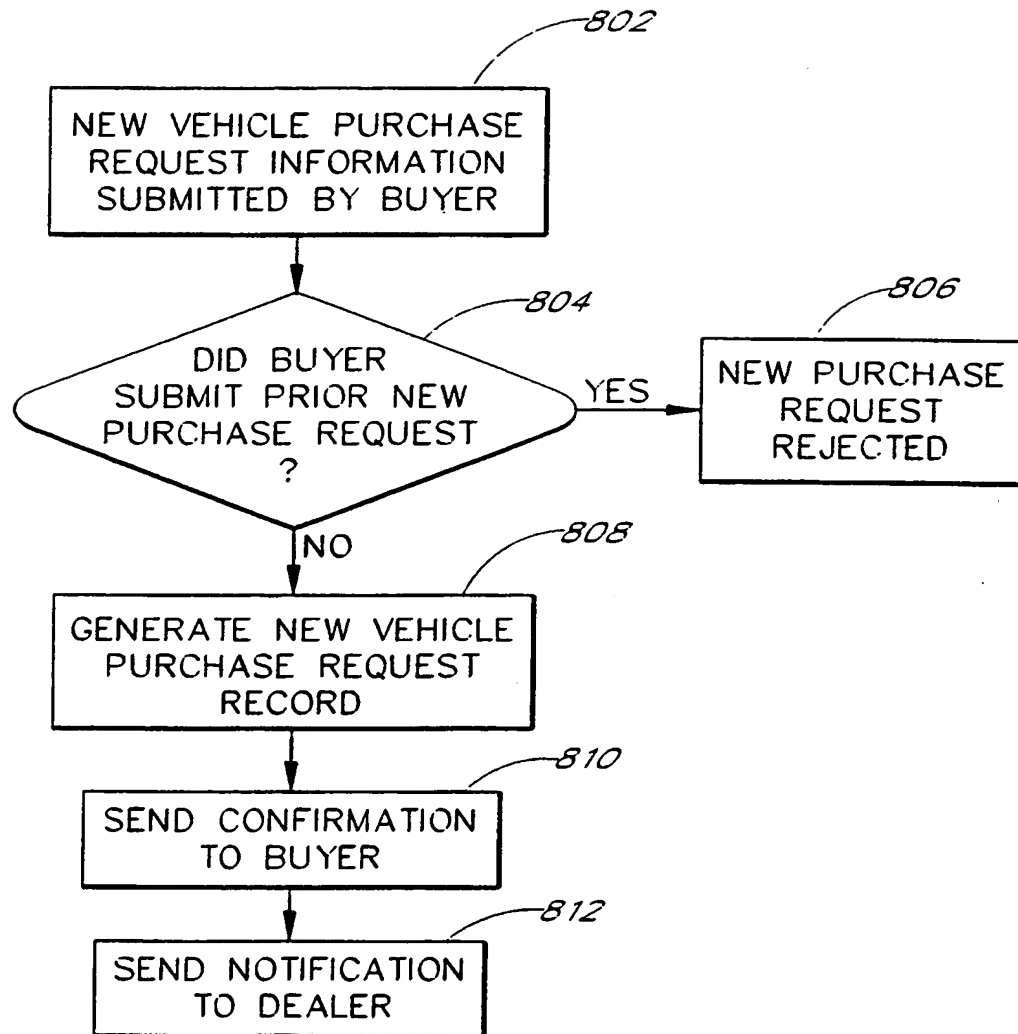 802
NEW VEHICLE PURCHASE
REQUEST INFORMATION
SUBMITTED BY BUYER
804
DID BUYER
SUBMIT PRIOR NEW
PURCHASE REQUEST
?
YES
806
NEW PURCHASE
REQUEST
REJECTED
NO
808
GENERATE NEW VEHICLE
PURCHASE REQUEST
RECORD
810
SEND CONFIRMATION
TO BUYER
812
SEND NOTIFICATION
TO DEALER